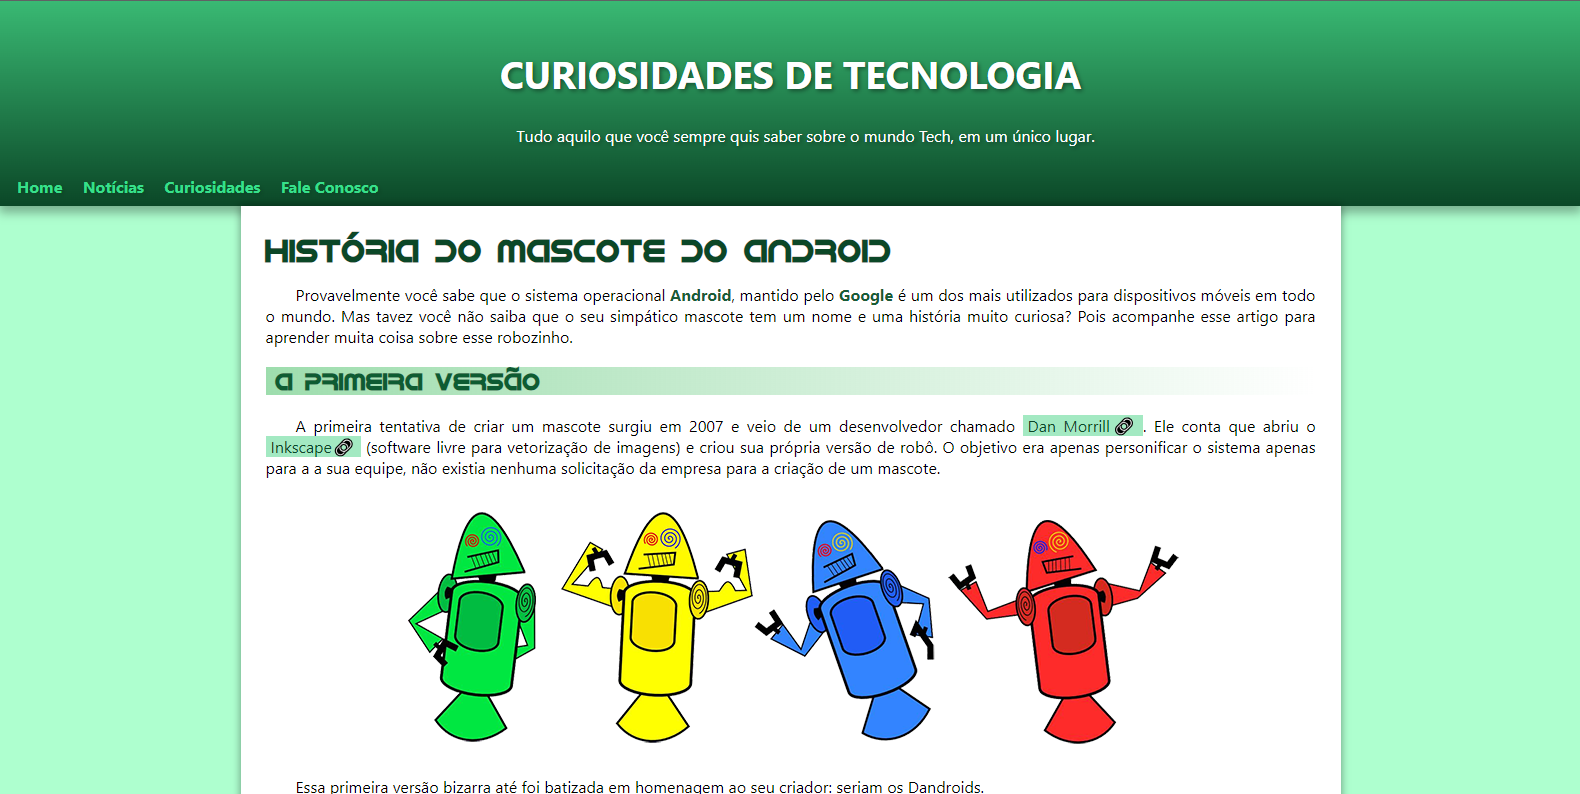 CURIOSIDADES DE TECNOLOGIA
Tudo aquilo que você sempre quis saber sobre o mundo Tech, em um único lugar.
Home Notícias Curiosidades Fale Conosco
HISTÓRIA DO MASCOTE DO ANDROID
Provavelmente você sabe que o sistema operacional Android, mantido pelo Google é um dos mais utilizados para dispositivos móveis em todo
o mundo. Mas tavez você não saiba que o seu simpático mascote tem um nome e uma história muito curiosa? Pois acompanhe esse artigo para
aprender muita coisa sobre esse robozinho.
A PRIMEIRA VERSÃO
A primeira tentativa de criar um mascote surgiu em 2007 e veio de um desenvolvedor chamado Dan Morrill . Ele conta que abriu o
Inkscape (software livre para vetorização de imagens) e criou sua própria versão de robô. O objetivo era apenas personificar o sistema apenas
para a a sua equipe, não existia nenhuma solicitação da empresa para a criação de um mascote.
Essa primeira versão bizarra até foi batizada em homenagem ao seu criador: seriam os Dandroids.